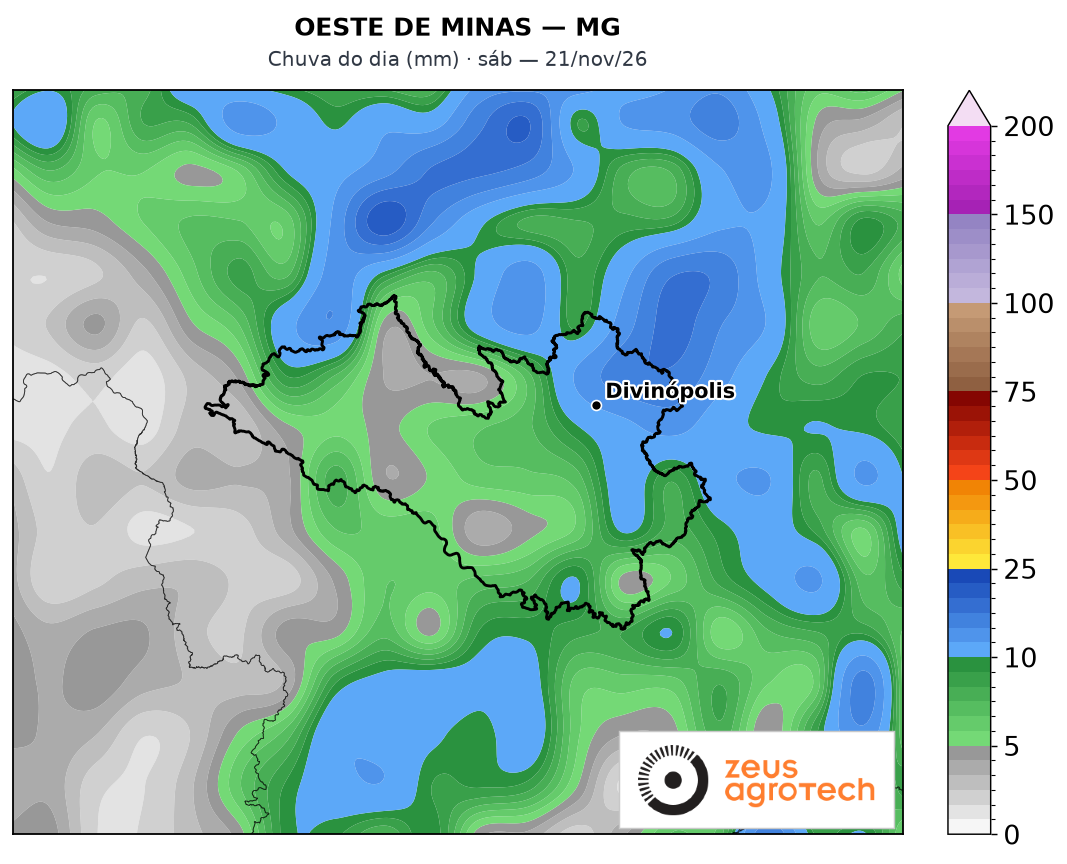 OESTE DE MINAS — MG
Chuva do dia (mm) · sáb — 21/nov/26
200
150
100
75
50
25
10
5
0
Divinópolis
zeus
agrotech